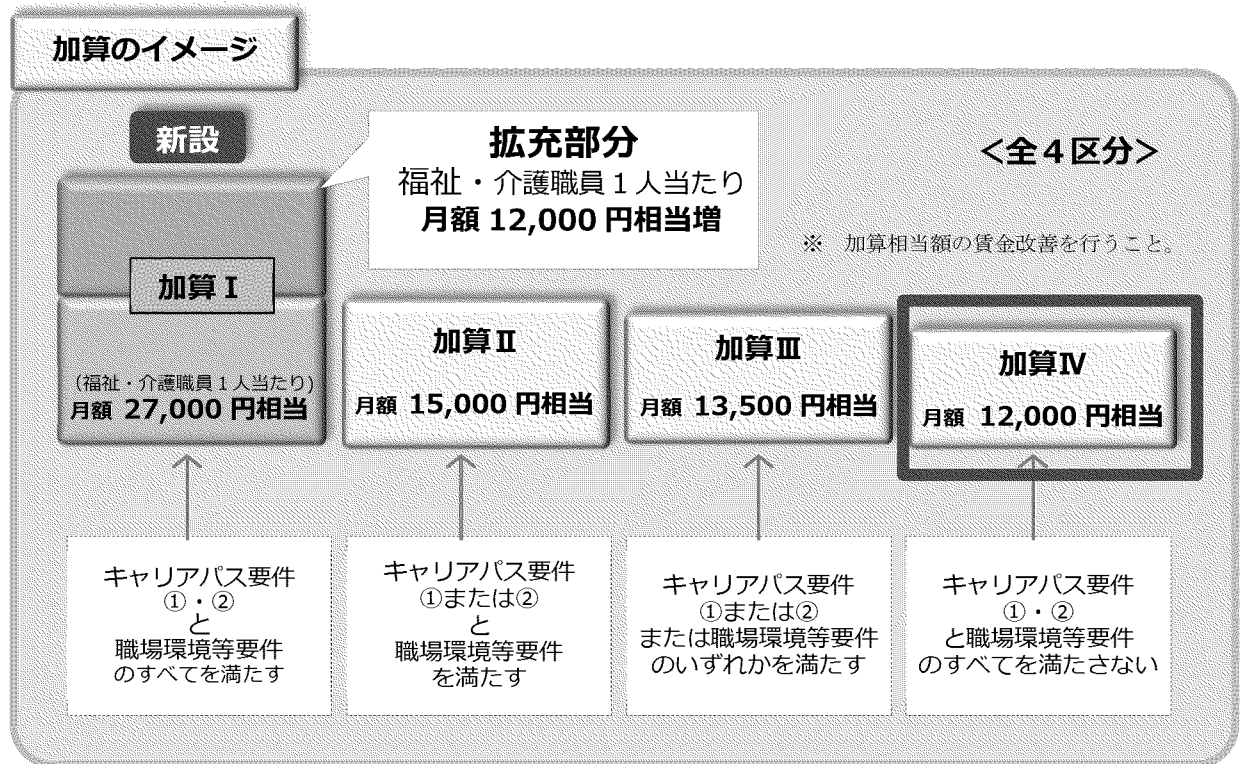 加算のイメージ
新設
拡充部分
福祉・介護職員1人当たり
月額 12,000 円相当増
<全4区分>
※ 加算相当額の賃金改善を行うこと。
加算Ⅰ
(福祉・介護職員1人当たり)
月額 27,000 円相当
加算Ⅱ
月額 15,000 円相当
加算Ⅲ
月額 13,500 円相当
加算Ⅳ
月額 12,000 円相当
キャリアパス要件
①・②
と
職場環境等要件
のすべてを満たす
キャリアパス要件
①または②
と
職場環境等要件
を満たす
キャリアパス要件
①または②
または職場環境等要件
のいずれかを満たす
キャリアパス要件
①・②
と職場環境等要件
のすべてを満たさない